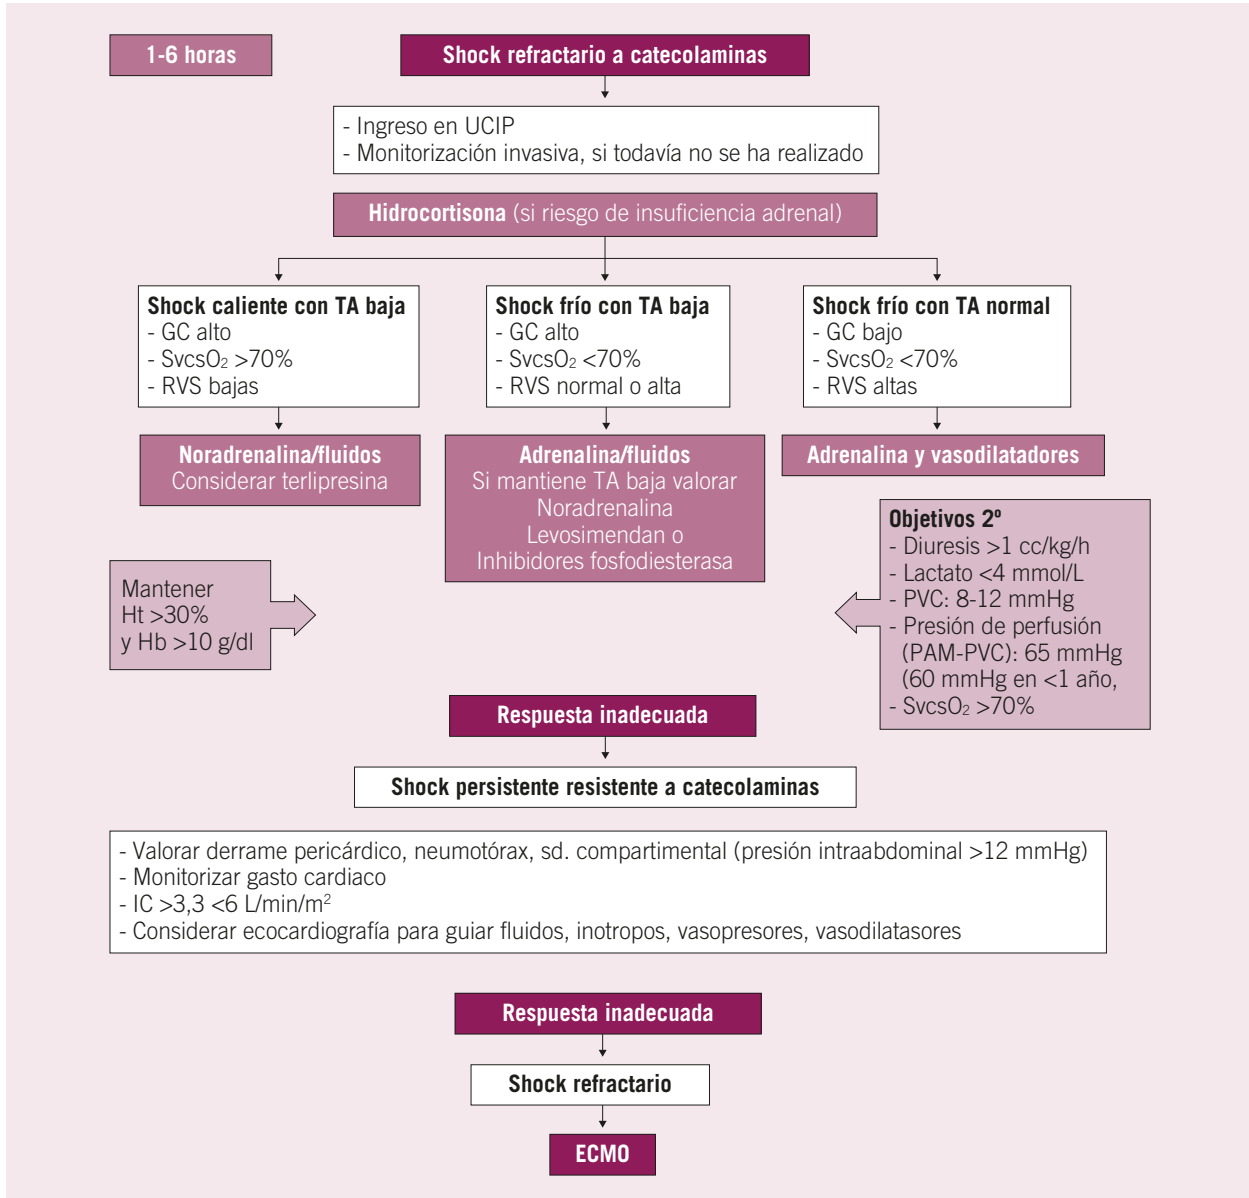 1-6 horas
Shock refractario a catecolaminas
- Ingreso en UCIP
- Monitorización invasiva, si todavía no se ha realizado
Hidrocortisona (si riesgo de insuficiencia adrenal)
Shock caliente con TA baja
- GC alto
- SvcsO₂ >70%
- RVS bajas
Shock frío con TA baja
- GC alto
- SvcsO₂ <70%
- RVS normal o alta
Shock frío con TA normal
- GC bajo
- SvcsO₂ <70%
- RVS altas
Noradrenalina/fluidos
Considerar terlipresina
Adrenalina/fluidos
Si mantiene TA baja valorar
Noradrenalina
Levosimendan o
Inhibidores fosfodiesterasa
Adrenalina y vasodilatadores
Mantener
Ht >30%
y Hb >10 g/dl
Objetivos 2º
- Diuresis >1 cc/kg/h
- Lactato <4 mmol/L
- PVC: 8-12 mmHg
- Presión de perfusión
(PAM-PVC): 65 mmHg
(60 mmHg en <1 año,
- SvcsO₂ >70%
Respuesta inadecuada
Shock persistente resistente a catecolaminas
- Valorar derrame pericárdico, neumotórax, sd. compartimental (presión intraabdominal >12 mmHg)
- Monitorizar gasto cardiaco
- IC >3,3 <6 L/min/m²
- Considerar ecocardiografía para guiar fluidos, inotropos, vasopresores, vasodilatasores
Respuesta inadecuada
Shock refractario
ECMO